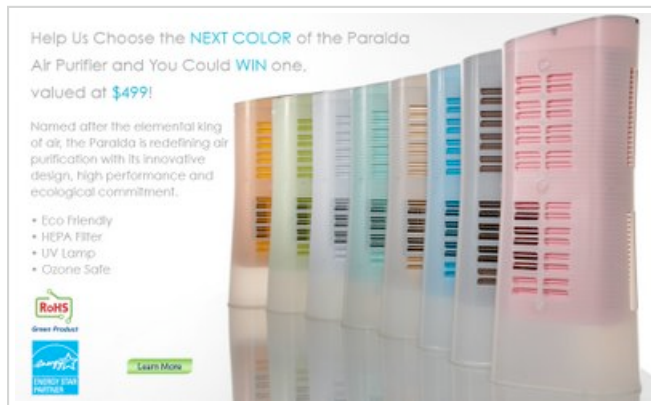 Help Us Choose the NEXT COLOR of the Paralda
Air Purifier and You Could WIN one,
valued at $499!
Named after the elemental king
of air, the Paralda is redefining air
purification with its innovative
design, high performance and
ecological commitment.
• Eco Friendly
• HEPA Filter
• UV Lamp
• Ozone Safe
RoHS
Green Product
energy
ENERGY STAR
PARTNER
Learn More